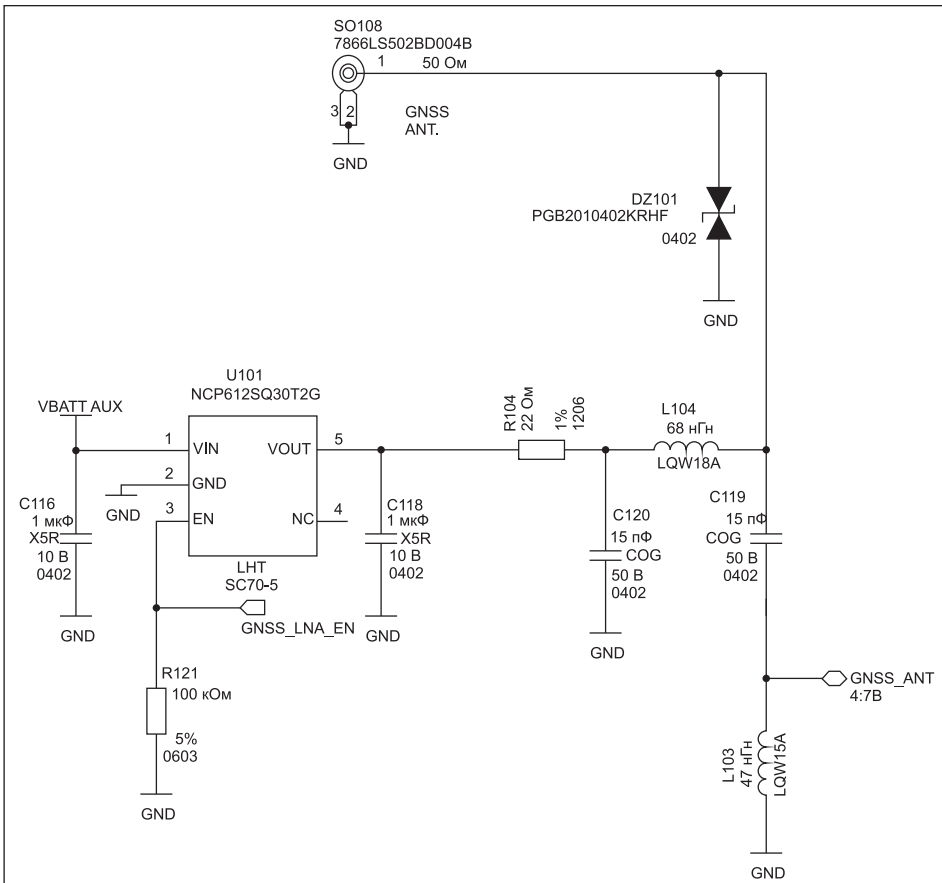 SO108
7866LS502BD004B
1
50 Ом
3 2
GNSS
ANT.
GND
DZ101
PGB2010402KRHF
0402
GND
U101
NCP612SQ30T2G
VBATT AUX
1
VIN
VOUT
5
2
GND
GND
3
EN
NC
4
LHT
SC70-5
C116
1 мкФ
X5R
10 В
0402
GND
C118
1 мкФ
X5R
10 В
0402
GND
GNSS_LNA_EN
R121
100 кОм
5%
0603
GND
R104
22 Ом
1%
1206
L104
68 нГн
LQW18A
C120
15 пФ
COG
50 В
0402
GND
C119
15 пФ
COG
50 В
0402
GNSS_ANT
4:7B
L103
47 нГн
LQW15A
GND